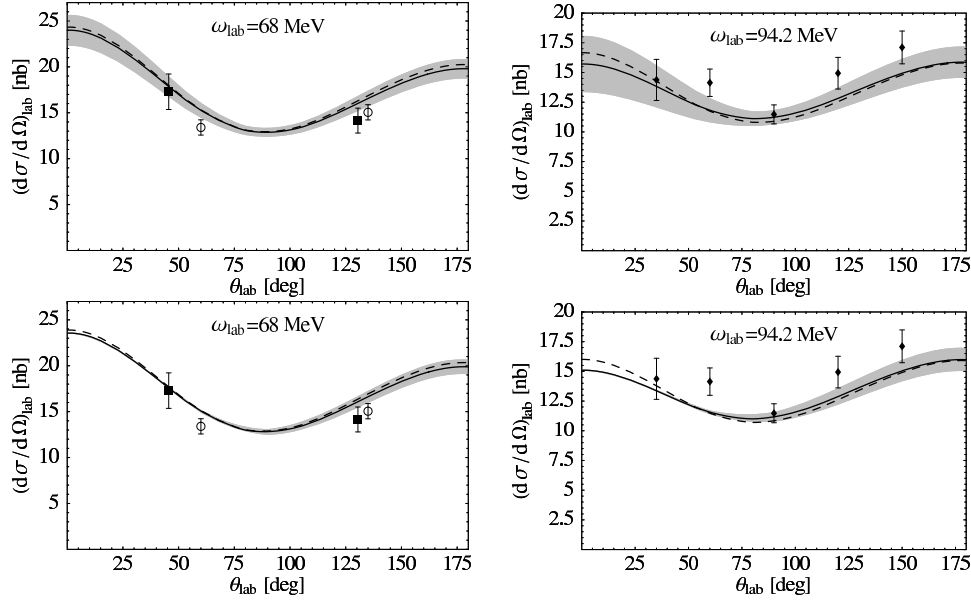 ω_lab=68 MeV
(dσ/dΩ)_lab [nb]
25
20
15
10
5
25 50 75 100 125 150 175
θ_lab [deg]
ω_lab=94.2 MeV
(dσ/dΩ)_lab [nb]
20
17.5
15
12.5
10
7.5
5
2.5
25 50 75 100 125 150 175
θ_lab [deg]
ω_lab=68 MeV
(dσ/dΩ)_lab [nb]
25
20
15
10
5
25 50 75 100 125 150 175
θ_lab [deg]
ω_lab=94.2 MeV
(dσ/dΩ)_lab [nb]
20
17.5
15
12.5
10
7.5
5
2.5
25 50 75 100 125 150 175
θ_lab [deg]